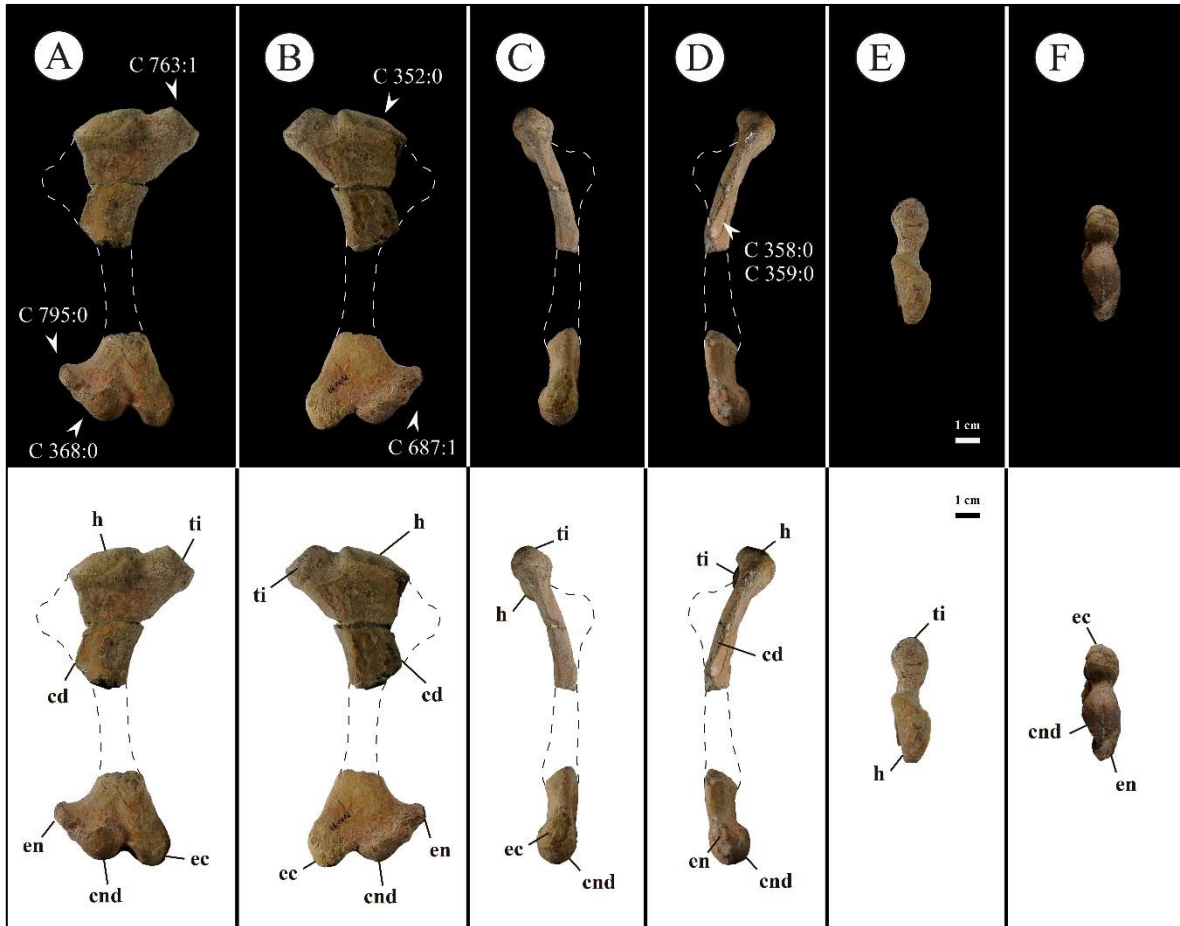 A
C 763:1
C 795:0
C 368:0
B
C 352:0
C 687:1
C
D
C 358:0
C 359:0
E
1 cm
F
h
ti
cd
en
cnd
ec
h
ti
cd
cc
cnd
en
ti
h
ec
cnd
h
ti
cd
en
cnd
1 cm
ti
h
ec
cnd
en